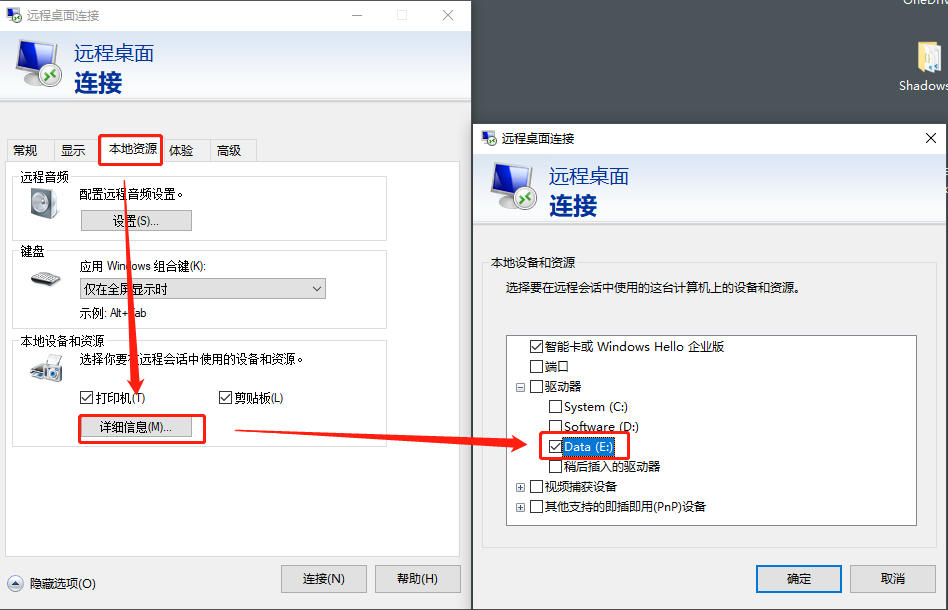 远程桌面连接
远程桌面
连接
常规
显示
本地资源
体验
高级
远程音频
配置远程音频设置。
设置(S)...
键盘
应用 Windows 组合键(K):
仅在全屏显示时
示例: Alt+Tab
本地设备和资源
选择你要在远程会话中使用的设备和资源。
打印机(T)
剪贴板(L)
详细信息(M)...
隐藏选项(O)
连接(N)
帮助(H)
OneDriv
Shadows
远程桌面连接
远程桌面
连接
本地设备和资源
选择要在远程会话中使用的这台计算机上的设备和资源。
智能卡或 Windows Hello 企业版
端口
驱动器
System (C:)
Software (D:)
Data (E:)
稍后插入的驱动器
视频捕获设备
其他支持的即插即用(PnP)设备
确定
取消